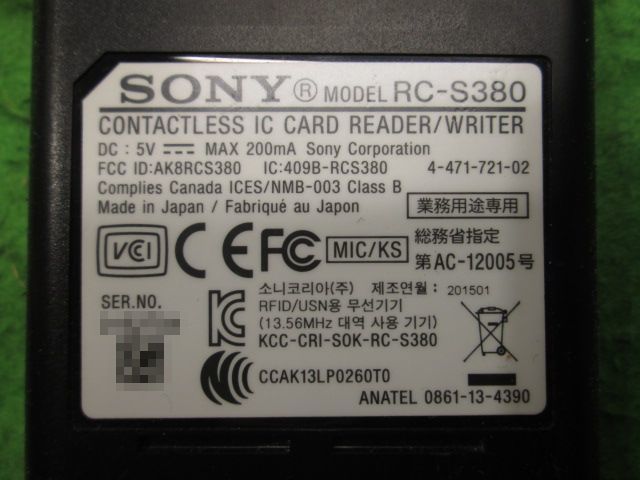 SONY® MODEL RC-S380
CONTACTLESS IC CARD READER/WRITER
DC : 5V ⎓ MAX 200mA Sony Corporation
FCC ID:AK8RCS380 IC:409B-RCS380 4-471-721-02
Complies Canada ICES/NMB-003 Class B
Made in Japan / Fabriqué au Japon 業務用途専用
VCCI CE FC MIC/KS 総務省指定
第AC-12005号
소니코리아(주) 제조연월 : 201501
SER.NO. RFID/USN용 무선기기
(13.56MHz 대역 사용 기기)
KCC-CRI-SOK-RC-S380
CCAK13LP0260T0
ANATEL 0861-13-4390